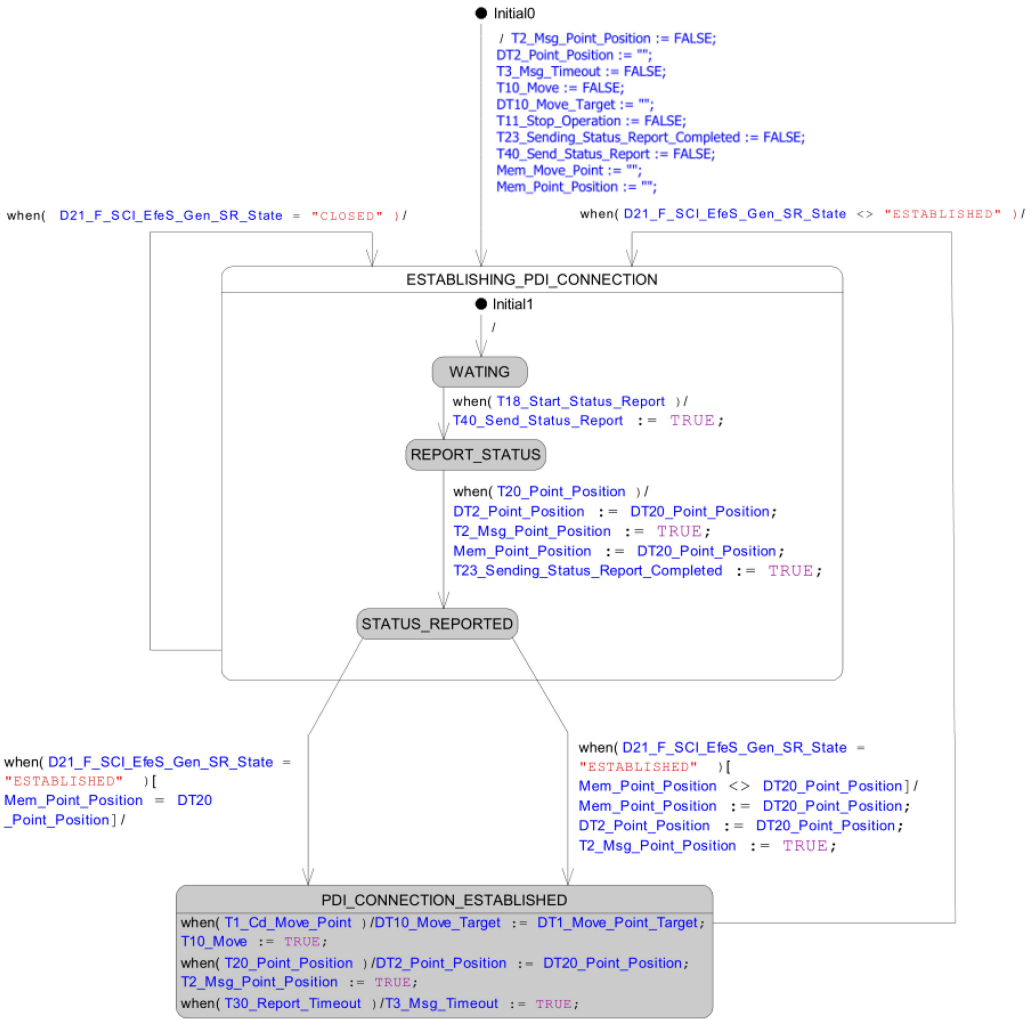 Initial0
/ T2_Msg_Point_Position := FALSE;
DT2_Point_Position := "";
T3_Msg_Timeout := FALSE;
T10_Move := FALSE;
DT10_Move_Target := "";
T11_Stop_Operation := FALSE;
T23_Sending_Status_Report_Completed := FALSE;
T40_Send_Status_Report := FALSE;
Mem_Move_Point := "";
Mem_Point_Position := "";
when( D21_F_SCI_EfeS_Gen_SR_State = "CLOSED" )/
when( D21_F_SCI_EfeS_Gen_SR_State <> "ESTABLISHED" )/
ESTABLISHING_PDI_CONNECTION
Initial1
/
WATING
when( T18_Start_Status_Report )/
T40_Send_Status_Report := TRUE;
REPORT_STATUS
when( T20_Point_Position )/
DT2_Point_Position := DT20_Point_Position;
T2_Msg_Point_Position := TRUE;
Mem_Point_Position := DT20_Point_Position;
T23_Sending_Status_Report_Completed := TRUE;
STATUS_REPORTED
when( D21_F_SCI_EfeS_Gen_SR_State =
"ESTABLISHED" )[
Mem_Point_Position = DT20
_Point_Position]/
when( D21_F_SCI_EfeS_Gen_SR_State =
"ESTABLISHED" )[
Mem_Point_Position <> DT20_Point_Position]/
Mem_Point_Position := DT20_Point_Position;
DT2_Point_Position := DT20_Point_Position;
T2_Msg_Point_Position := TRUE;
PDI_CONNECTION_ESTABLISHED
when( T1_Cd_Move_Point )/DT10_Move_Target := DT1_Move_Point_Target;
T10_Move := TRUE;
when( T20_Point_Position )/DT2_Point_Position := DT20_Point_Position;
T2_Msg_Point_Position := TRUE;
when( T30_Report_Timeout )/T3_Msg_Timeout := TRUE;